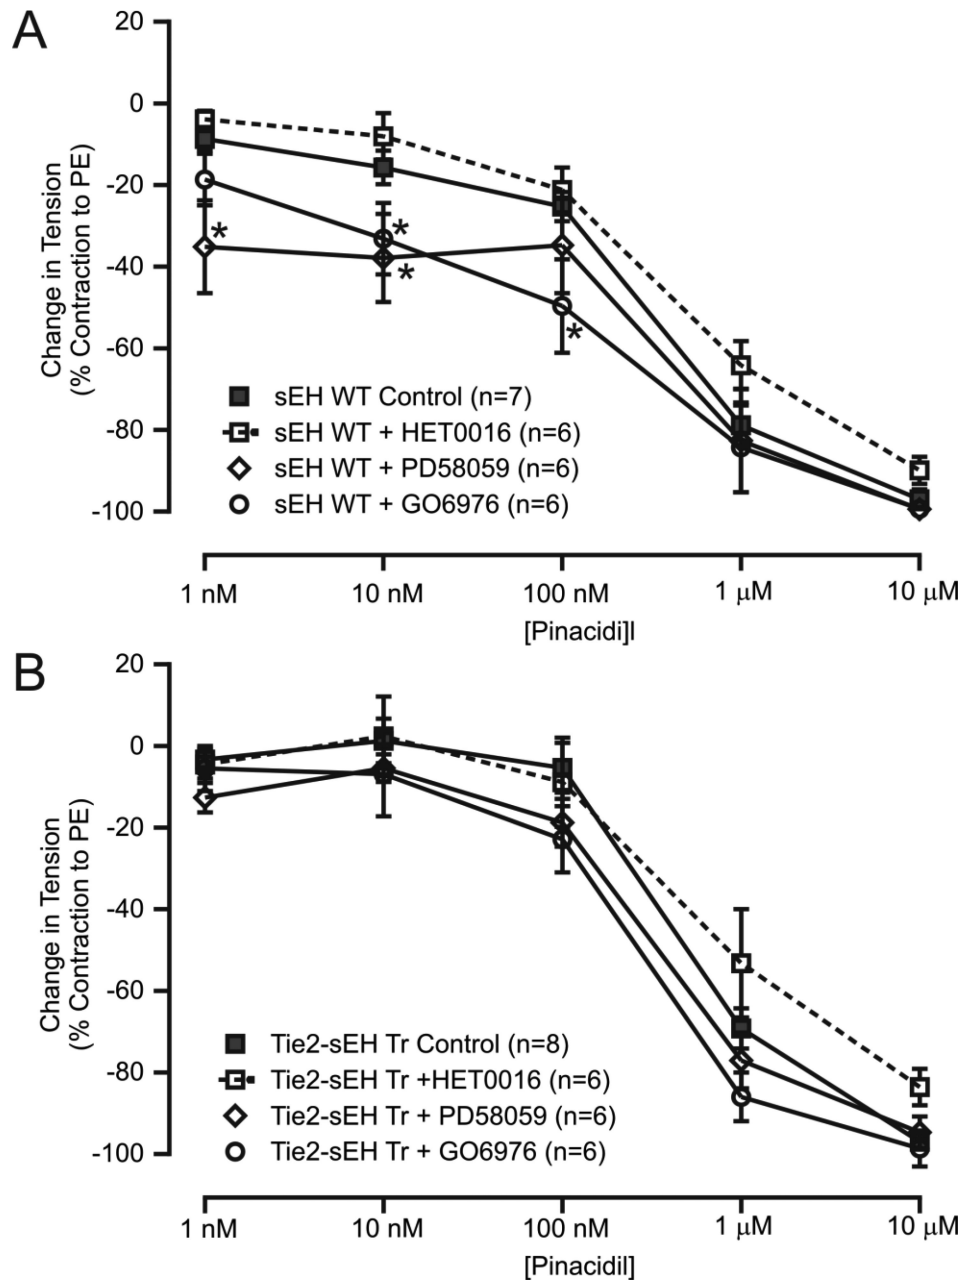 A
20
0
-20
-40
-60
-80
-100
Change in Tension
(% Contraction to PE)
*
*
*
*
sEH WT Control (n=7)
sEH WT + HET0016 (n=6)
sEH WT + PD58059 (n=6)
sEH WT + GO6976 (n=6)
1 nM 10 nM 100 nM 1 μM 10 μM
[Pinacidi]l
B
20
0
-20
-40
-60
-80
-100
Change in Tension
(% Contraction to PE)
Tie2-sEH Tr Control (n=8)
Tie2-sEH Tr +HET0016 (n=6)
Tie2-sEH Tr + PD58059 (n=6)
Tie2-sEH Tr + GO6976 (n=6)
1 nM 10 nM 100 nM 1 μM 10 μM
[Pinacidil]